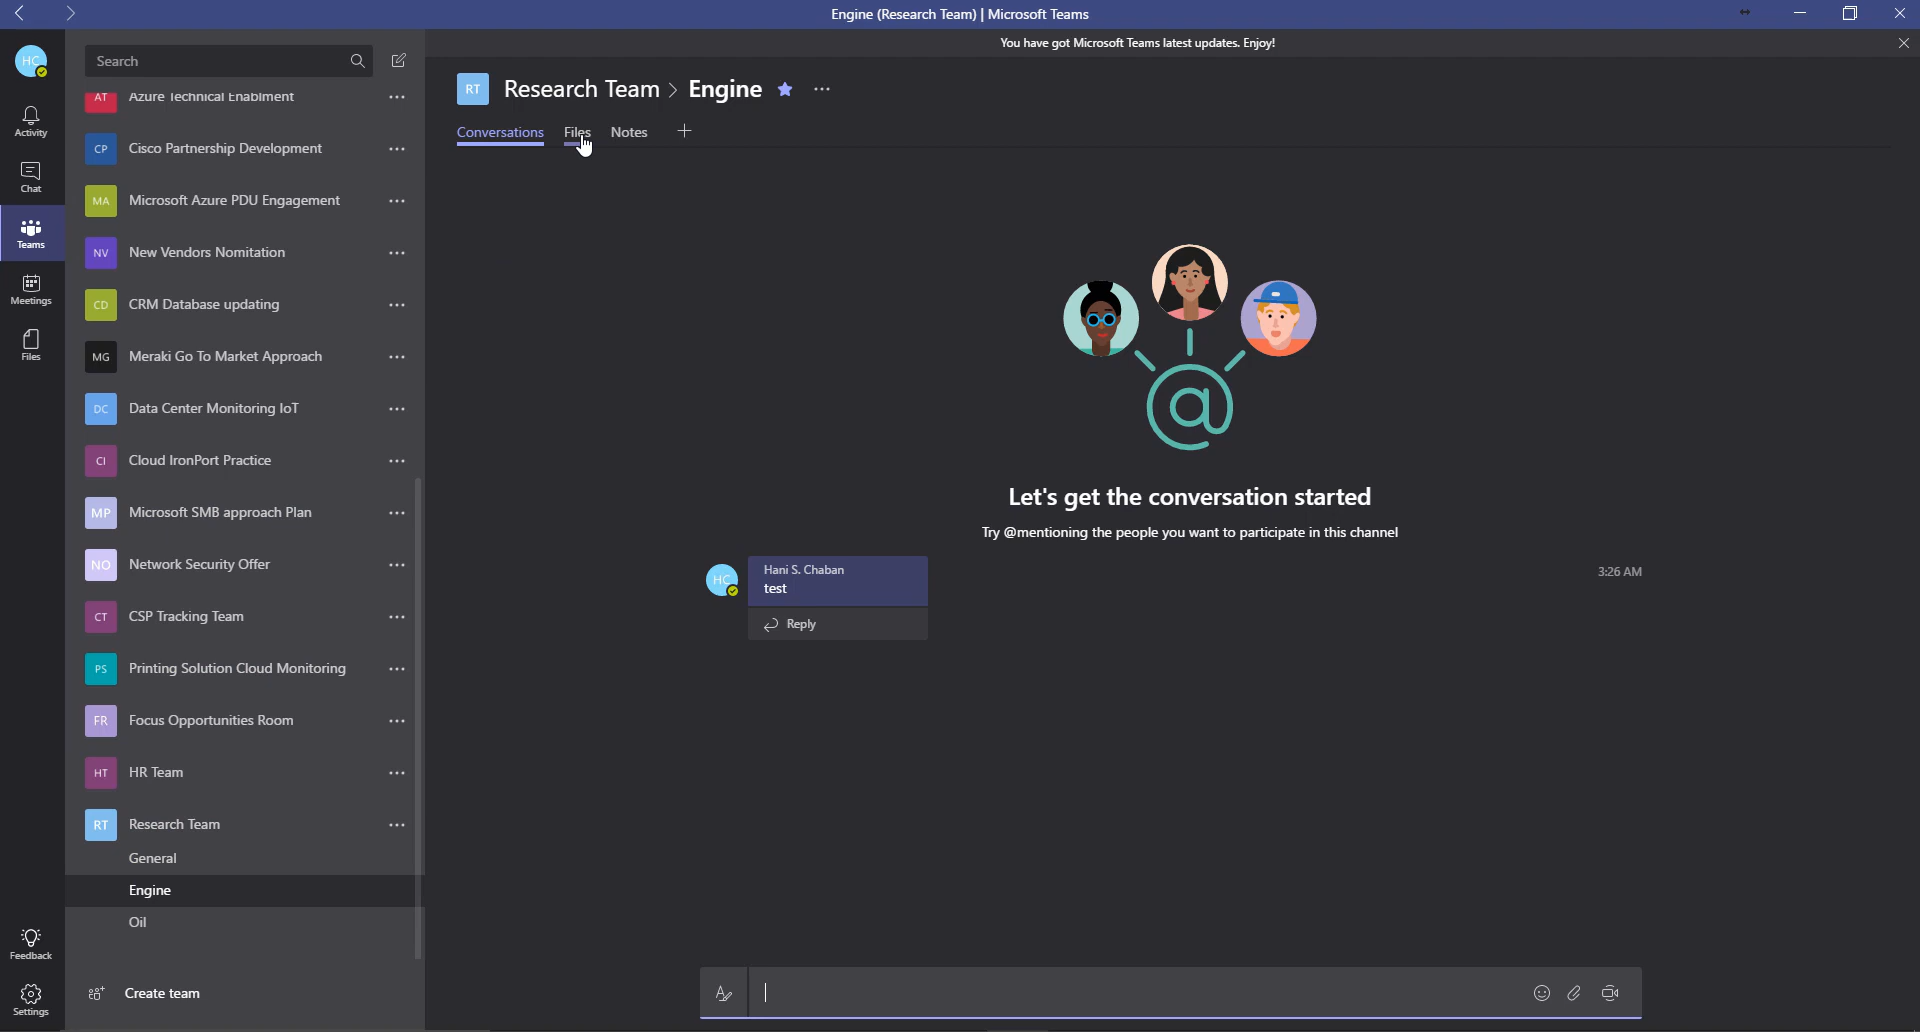 Engine (Research Team) | Microsoft Teams
You have got Microsoft Teams latest updates. Enjoy!
HC
Activity
Chat
Teams
Meetings
Files
Feedback
Settings
Search
AT Azure Technical Enablment
CP Cisco Partnership Development
MA Microsoft Azure PDU Engagement
NV New Vendors Nomitation
CD CRM Database updating
MG Meraki Go To Market Approach
DC Data Center Monitoring IoT
CI Cloud IronPort Practice
MP Microsoft SMB approach Plan
NO Network Security Offer
CT CSP Tracking Team
PS Printing Solution Cloud Monitoring
FR Focus Opportunities Room
HT HR Team
RT Research Team
General
Engine
Oil
Create team
RT Research Team > Engine
Conversations Files Notes
Let's get the conversation started
Try @mentioning the people you want to participate in this channel
HC Hani S. Chaban 3:26 AM
test
Reply